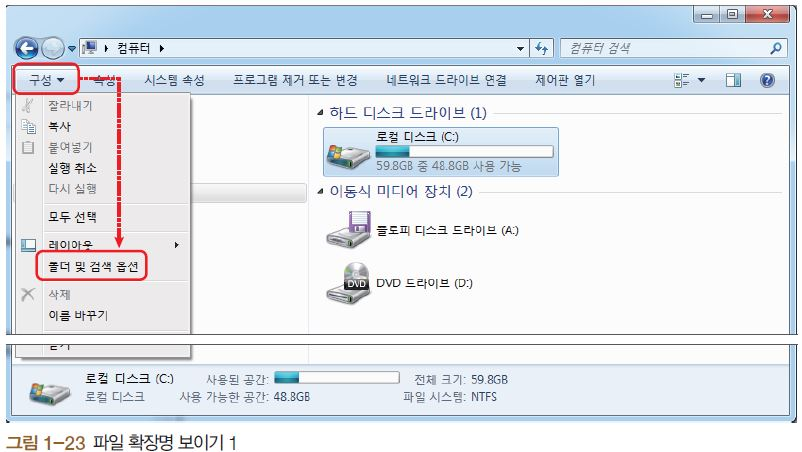 컴퓨터
컴퓨터 검색
구성
속성
시스템 속성
프로그램 제거 또는 변경
네트워크 드라이브 연결
제어판 열기
잘라내기
복사
붙여넣기
실행 취소
다시 실행
모두 선택
레이아웃
폴더 및 검색 옵션
삭제
이름 바꾸기
하드 디스크 드라이브 (1)
로컬 디스크 (C:)
59.8GB 중 48.8GB 사용 가능
이동식 미디어 장치 (2)
플로피 디스크 드라이브 (A:)
DVD
DVD 드라이브 (D:)
로컬 디스크 (C:) 사용된 공간: 전체 크기: 59.8GB
로컬 디스크 사용 가능한 공간: 48.8GB 파일 시스템: NTFS
그림 1-23 파일 확장명 보이기 1